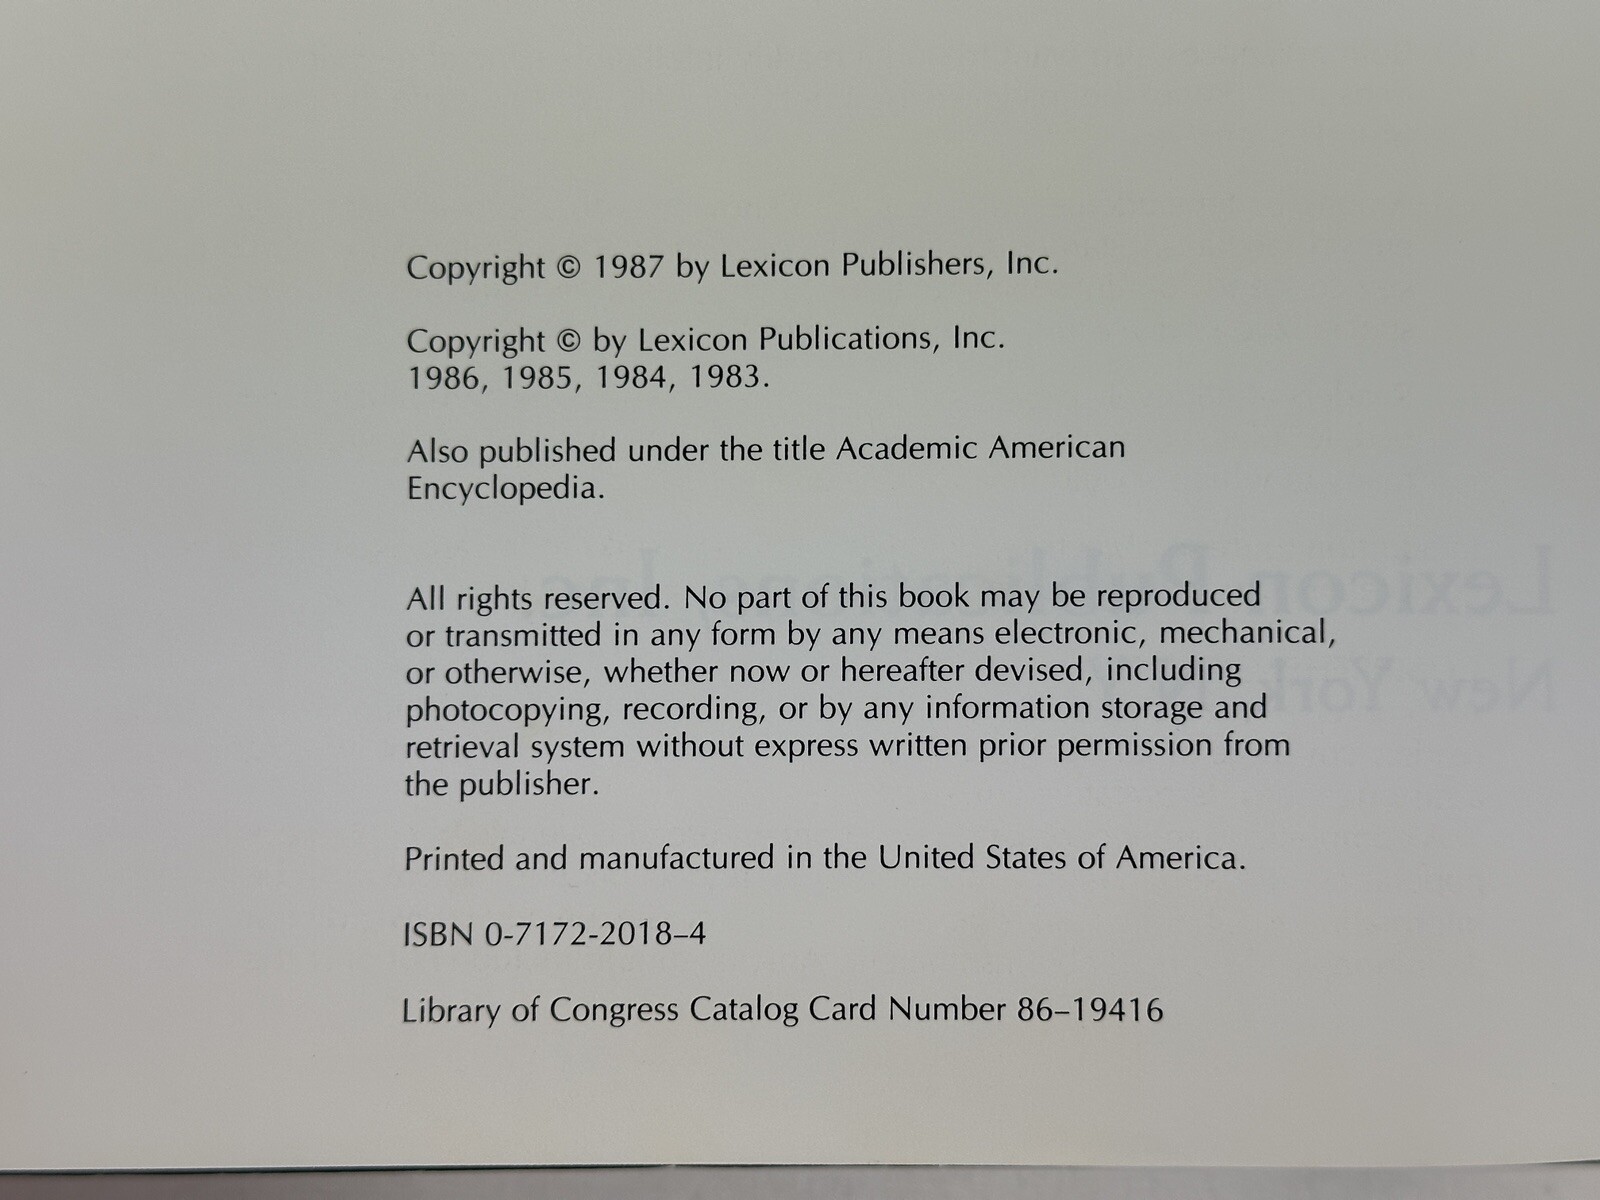 Copyright © 1987 by Lexicon Publishers, Inc.
Copyright © by Lexicon Publications, Inc.
1986, 1985, 1984, 1983.
Also published under the title Academic American
Encyclopedia.
All rights reserved. No part of this book may be reproduced
or transmitted in any form by any means electronic, mechanical,
or otherwise, whether now or hereafter devised, including
photocopying, recording, or by any information storage and
retrieval system without express written prior permission from
the publisher.
Printed and manufactured in the United States of America.
ISBN 0-7172-2018–4
Library of Congress Catalog Card Number 86–19416